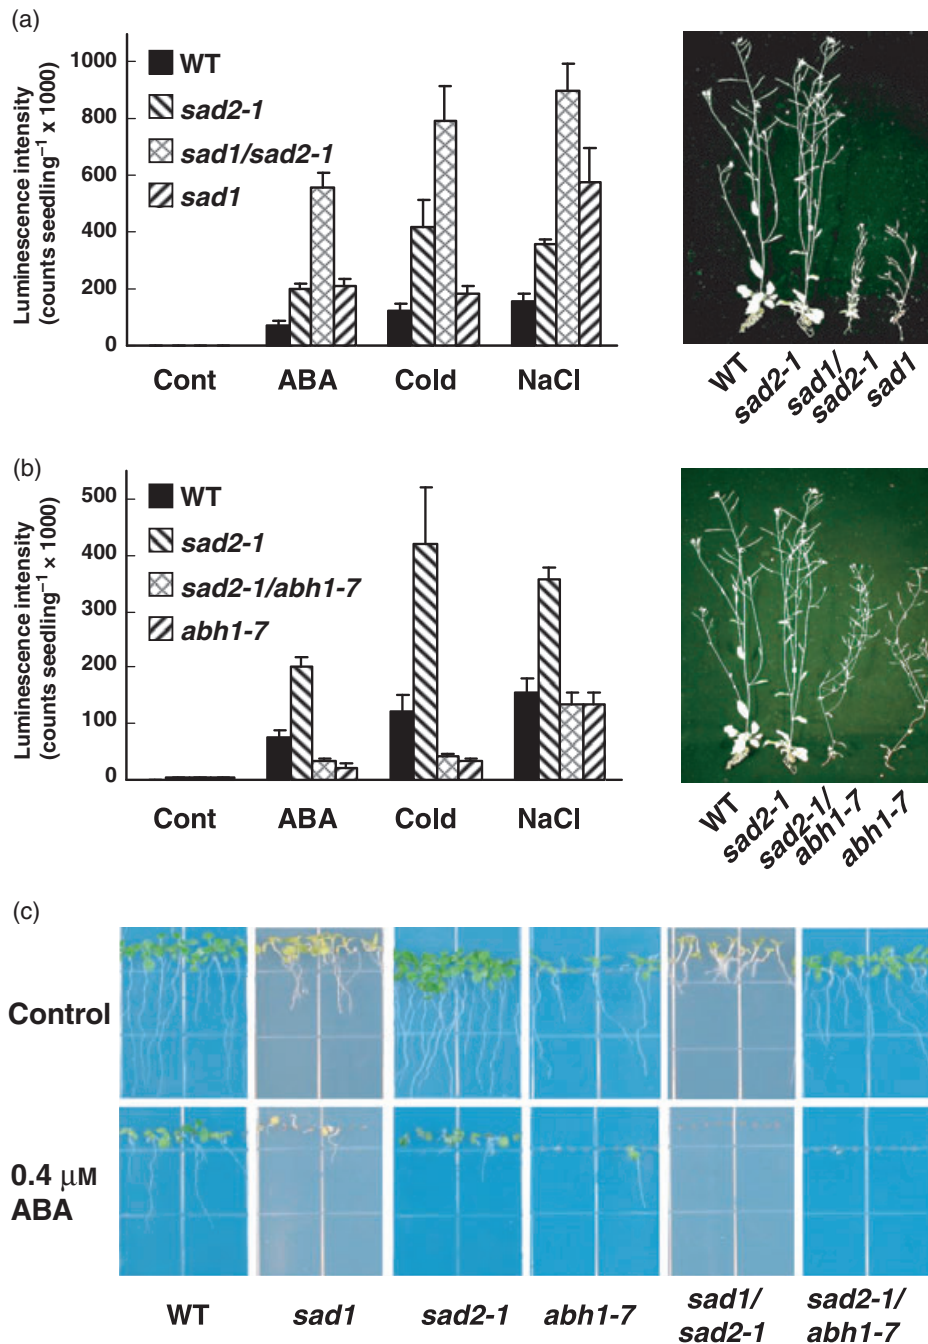 (a)
Luminescence intensity
(counts seedling⁻¹ x 1000)
1000
800
600
400
200
0
WT
sad2-1
sad1/sad2-1
sad1
Cont ABA Cold NaCl
WT
sad2-1
sad1/
sad2-1
sad1
(b)
Luminescence intensity
(counts seedling⁻¹ x 1000)
500
400
300
200
100
0
WT
sad2-1
sad2-1/abh1-7
abh1-7
Cont ABA Cold NaCl
WT
sad2-1
sad2-1/
abh1-7
abh1-7
(c)
Control
0.4 μM
ABA
WT sad1 sad2-1 abh1-7 sad1/ sad2-1/
sad2-1 abh1-7